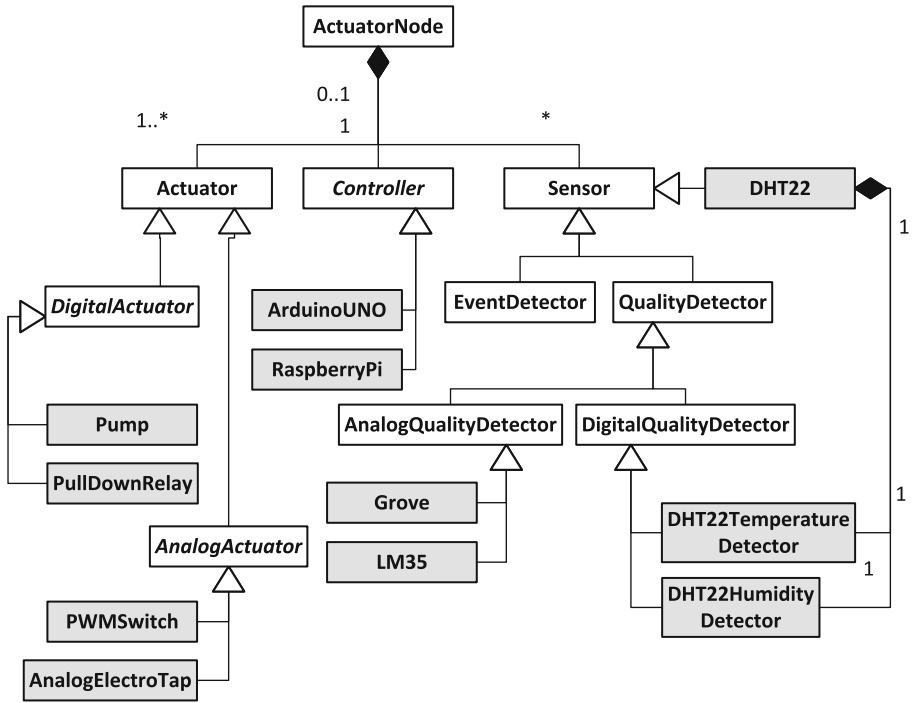 ActuatorNode
0..1
1..*
1
*
Actuator
Controller
Sensor
DHT22
1
DigitalActuator
ArduinoUNO
EventDetector
QualityDetector
RaspberryPi
Pump
AnalogQualityDetector
DigitalQualityDetector
PullDownRelay
Grove
1
DHT22Temperature
Detector
AnalogActuator
LM35
1
DHT22Humidity
Detector
PWMSwitch
AnalogElectroTap